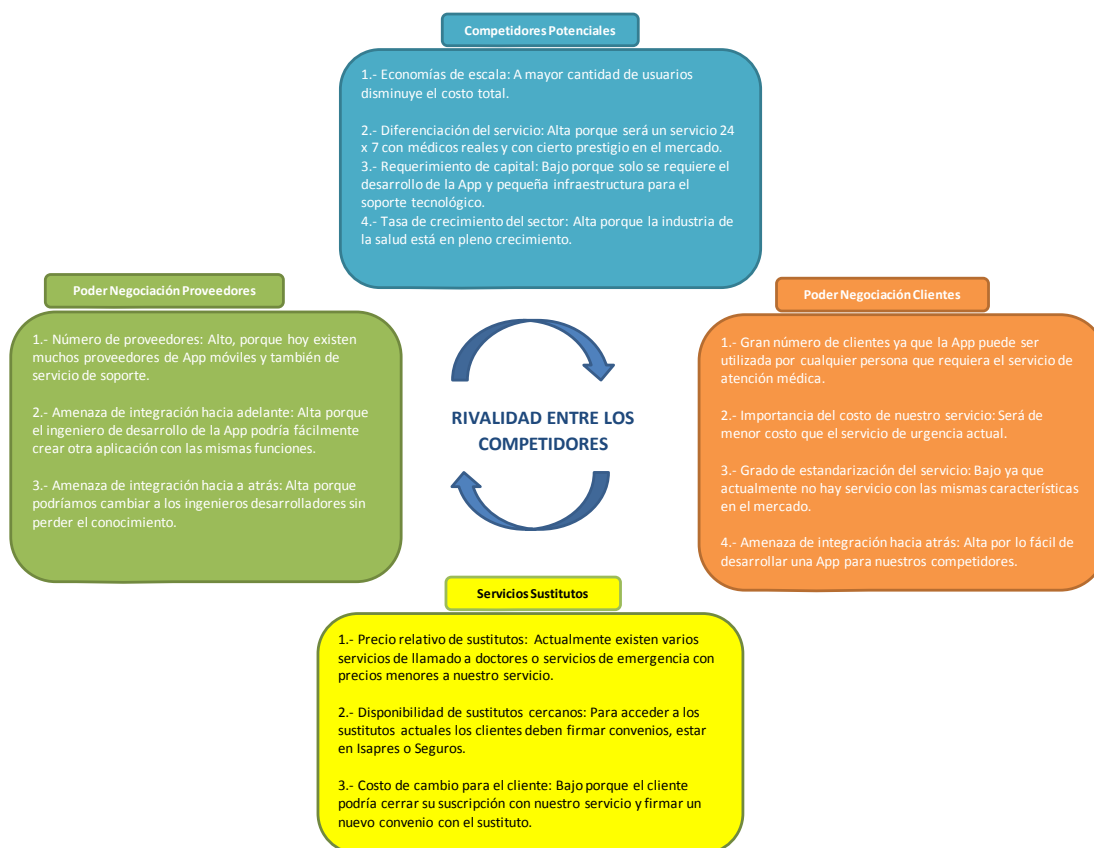 Competidores Potenciales
1.- Economías de escala: A mayor cantidad de usuarios
disminuye el costo total.
2.- Diferenciación del servicio: Alta porque será un servicio 24
x 7 con médicos reales y con cierto prestigio en el mercado.
3.- Requerimiento de capital: Bajo porque solo se requiere el
desarrollo de la App y pequeña infraestructura para el
soporte tecnológico.
4.- Tasa de crecimiento del sector: Alta porque la industria de
la salud está en pleno crecimiento.
Poder Negociación Proveedores
1.- Número de proveedores: Alto, porque hoy existen
muchos proveedores de App móviles y también de
servicio de soporte.
2.- Amenaza de integración hacia adelante: Alta porque
el ingeniero de desarrollo de la App podría fácilmente
crear otra aplicación con las mismas funciones.
3.- Amenaza de integración hacia a atrás: Alta porque
podríamos cambiar a los ingenieros desarrolladores sin
perder el conocimiento.
RIVALIDAD ENTRE LOS
COMPETIDORES
Poder Negociación Clientes
1.- Gran número de clientes ya que la App puede ser
utilizada por cualquier persona que requiera el servicio de
atención médica.
2.- Importancia del costo de nuestro servicio: Será de
menor costo que el servicio de urgencia actual.
3.- Grado de estandarización del servicio: Bajo ya que
actualmente no hay servicio con las mismas características
en el mercado.
4.- Amenaza de integración hacia atrás: Alta por lo fácil de
desarrollar una App para nuestros competidores.
Servicios Sustitutos
1.- Precio relativo de sustitutos: Actualmente existen varios
servicios de llamado a doctores o servicios de emergencia con
precios menores a nuestro servicio.
2.- Disponibilidad de sustitutos cercanos: Para acceder a los
sustitutos actuales los clientes deben firmar convenios, estar
en Isapres o Seguros.
3.- Costo de cambio para el cliente: Bajo porque el cliente
podría cerrar su suscripción con nuestro servicio y firmar un
nuevo convenio con el sustituto.